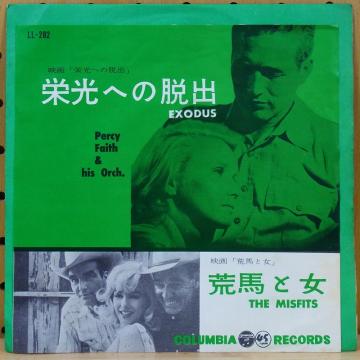 LL-202
映画「栄光への脱出」
栄光への脱出
EXODUS
Percy
Faith
&
his Orch.
映画「荒馬と女」
荒馬と女
THE MISFITS
COLUMBIA RECORDS